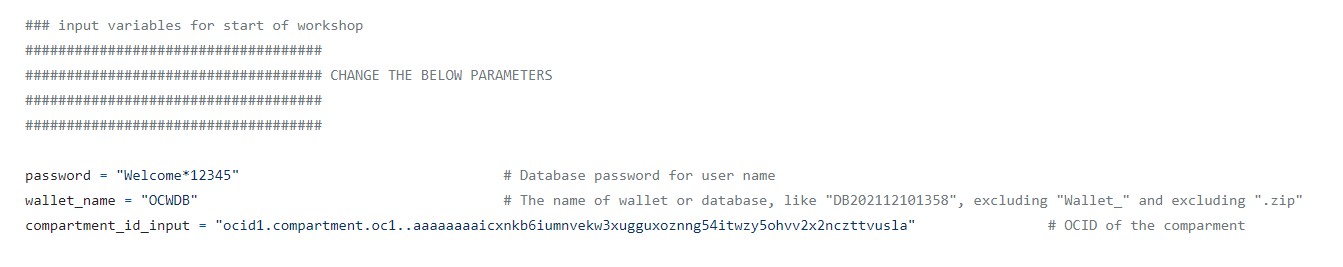 ### input variables for start of workshop
####################################
#################################### CHANGE THE BELOW PARAMETERS
####################################
####################################
password = "Welcome*12345" # Database password for user name
wallet_name = "OCWDB" # The name of wallet or database, like "DB202112101358", excluding "Wallet_" and excluding ".zip"
compartment_id_input = "ocid1.compartment.oc1..aaaaaaaaicxnkb6iumnvekw3xugguxoznng54itwzy5ohvv2x2nczttvusla" # OCID of the comparment